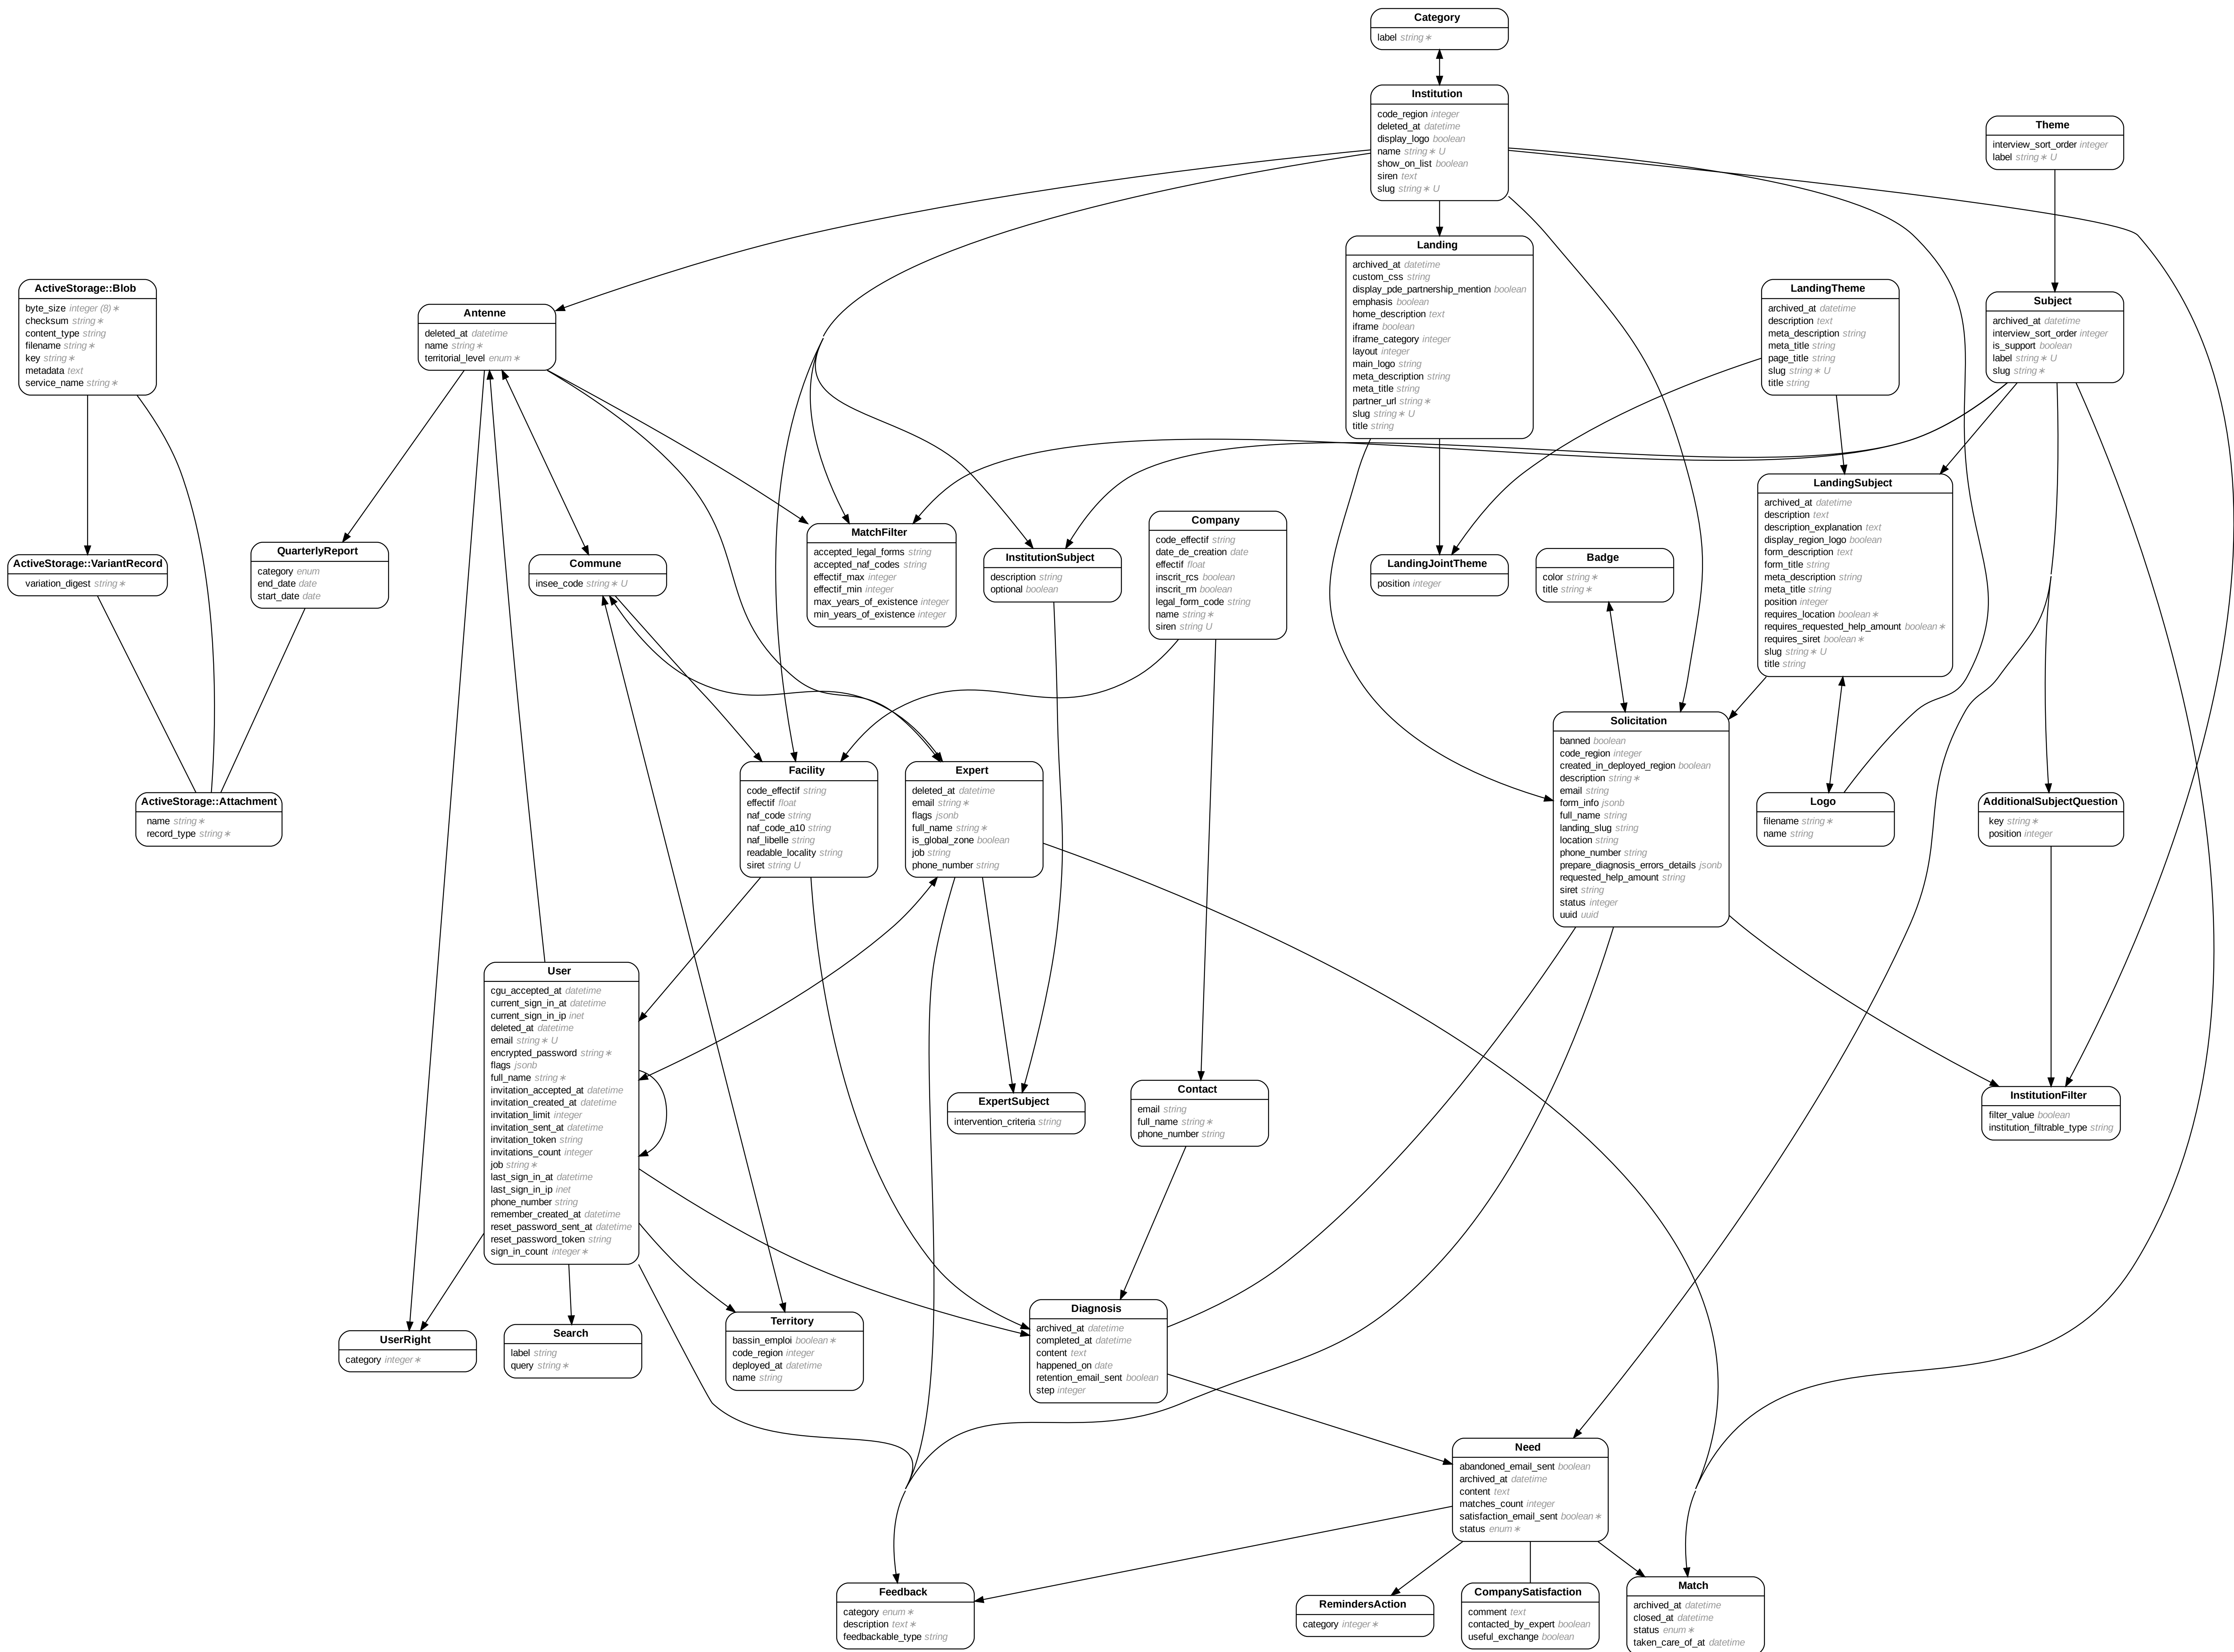 Category
label string∗
Institution
code_region integer
deleted_at datetime
display_logo boolean
name string∗ U
show_on_list boolean
siren text
slug string∗ U
Theme
interview_sort_order integer
label string∗ U
Landing
archived_at datetime
custom_css string
display_pde_partnership_mention boolean
emphasis boolean
home_description text
iframe boolean
iframe_category integer
layout integer
main_logo string
meta_description string
meta_title string
partner_url string∗
slug string∗ U
title string
ActiveStorage::Blob
byte_size integer (8)∗
checksum string∗
content_type string
filename string∗
key string∗
metadata text
service_name string∗
Antenne
deleted_at datetime
name string∗
territorial_level enum∗
LandingTheme
archived_at datetime
description text
meta_description string
meta_title string
page_title string
slug string∗ U
title string
Subject
archived_at datetime
interview_sort_order integer
is_support boolean
label string∗ U
slug string∗
LandingSubject
archived_at datetime
description text
description_explanation text
display_region_logo boolean
form_description text
form_title string
meta_description string
meta_title string
position integer
requires_location boolean∗
requires_requested_help_amount boolean∗
requires_siret boolean∗
slug string∗ U
title string
ActiveStorage::VariantRecord
variation_digest string∗
QuarterlyReport
category enum
end_date date
start_date date
Commune
insee_code string∗ U
MatchFilter
accepted_legal_forms string
accepted_naf_codes string
effectif_max integer
effectif_min integer
max_years_of_existence integer
min_years_of_existence integer
InstitutionSubject
description string
optional boolean
Company
code_effectif string
date_de_creation date
effectif float
inscrit_rcs boolean
inscrit_rm boolean
legal_form_code string
name string∗
siren string U
LandingJointTheme
position integer
Badge
color string∗
title string∗
Solicitation
banned boolean
code_region integer
created_in_deployed_region boolean
description string∗
email string
form_info jsonb
full_name string
landing_slug string
location string
phone_number string
prepare_diagnosis_errors_details jsonb
requested_help_amount string
siret string
status integer
uuid uuid
ActiveStorage::Attachment
name string∗
record_type string∗
Facility
code_effectif string
effectif float
naf_code string
naf_code_a10 string
naf_libelle string
readable_locality string
siret string U
Expert
deleted_at datetime
email string∗
flags jsonb
full_name string∗
is_global_zone boolean
job string
phone_number string
Logo
filename string∗
name string
AdditionalSubjectQuestion
key string∗
position integer
User
cgu_accepted_at datetime
current_sign_in_at datetime
current_sign_in_ip inet
deleted_at datetime
email string∗ U
encrypted_password string∗
flags jsonb
full_name string∗
invitation_accepted_at datetime
invitation_created_at datetime
invitation_limit integer
invitation_sent_at datetime
invitation_token string
invitations_count integer
job string∗
last_sign_in_at datetime
last_sign_in_ip inet
phone_number string
remember_created_at datetime
reset_password_sent_at datetime
reset_password_token string
sign_in_count integer∗
ExpertSubject
intervention_criteria string
Contact
email string
full_name string∗
phone_number string
InstitutionFilter
filter_value boolean
institution_filtrable_type string
UserRight
category integer∗
Search
label string
query string∗
Territory
bassin_emploi boolean∗
code_region integer
deployed_at datetime
name string
Diagnosis
archived_at datetime
completed_at datetime
content text
happened_on date
retention_email_sent boolean
step integer
Need
abandoned_email_sent boolean
archived_at datetime
content text
matches_count integer
satisfaction_email_sent boolean∗
status enum∗
Feedback
category enum∗
description text∗
feedbackable_type string
RemindersAction
category integer∗
CompanySatisfaction
comment text
contacted_by_expert boolean
useful_exchange boolean
Match
archived_at datetime
closed_at datetime
status enum∗
taken_care_of_at datetime